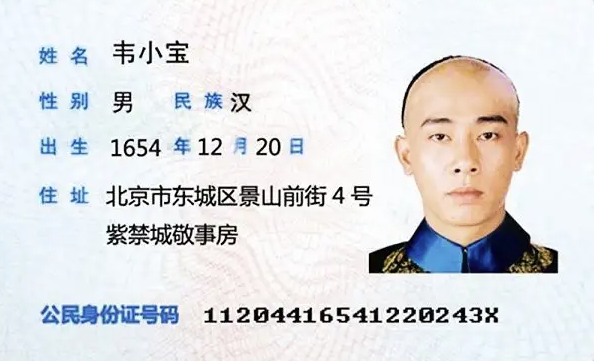 姓名 韦小宝
性别 男 民族 汉
出生 1654 年 12 月 20 日
住址 北京市东城区景山前街 4 号
紫禁城敬事房
公民身份证号码 11204416541220243X